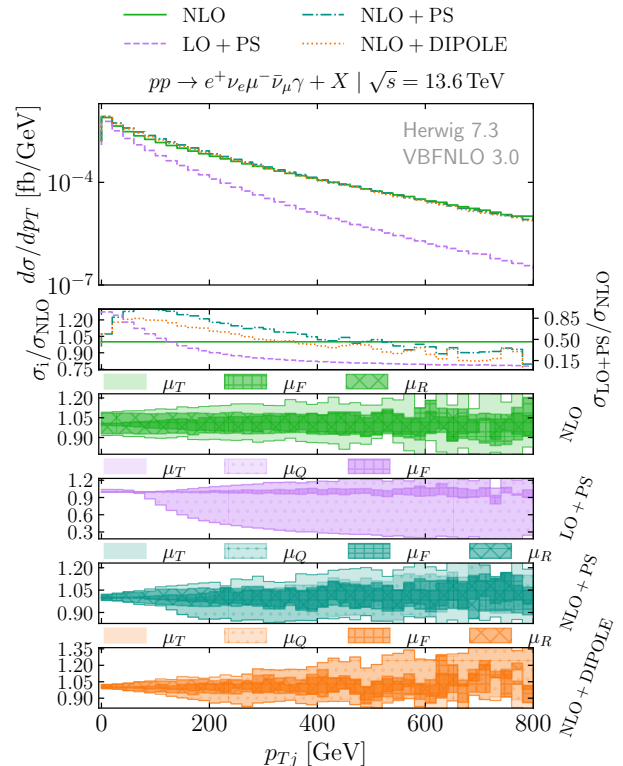 NLO
NLO + PS
LO + PS
NLO + DIPOLE
pp → e⁺νₑμ⁻ν̄_μγ + X | √s = 13.6 TeV
Herwig 7.3
VBFNLO 3.0
dσ/dp_T [fb/GeV]
10⁻⁴
10⁻⁷
σᵢ/σ_NLO
1.20
1.05
0.90
0.75
0.85
0.50
0.15
σ_LO+PS/σ_NLO
μ_T μ_F μ_R
1.20
1.05
0.90
NLO
μ_T μ_Q μ_F
1.2
0.9
0.6
0.3
LO + PS
μ_T μ_Q μ_F μ_R
1.20
1.05
0.90
NLO + PS
μ_T μ_Q μ_F μ_R
1.35
1.20
1.05
0.90
NLO + DIPOLE
0 200 400 600 800
p_Tj [GeV]